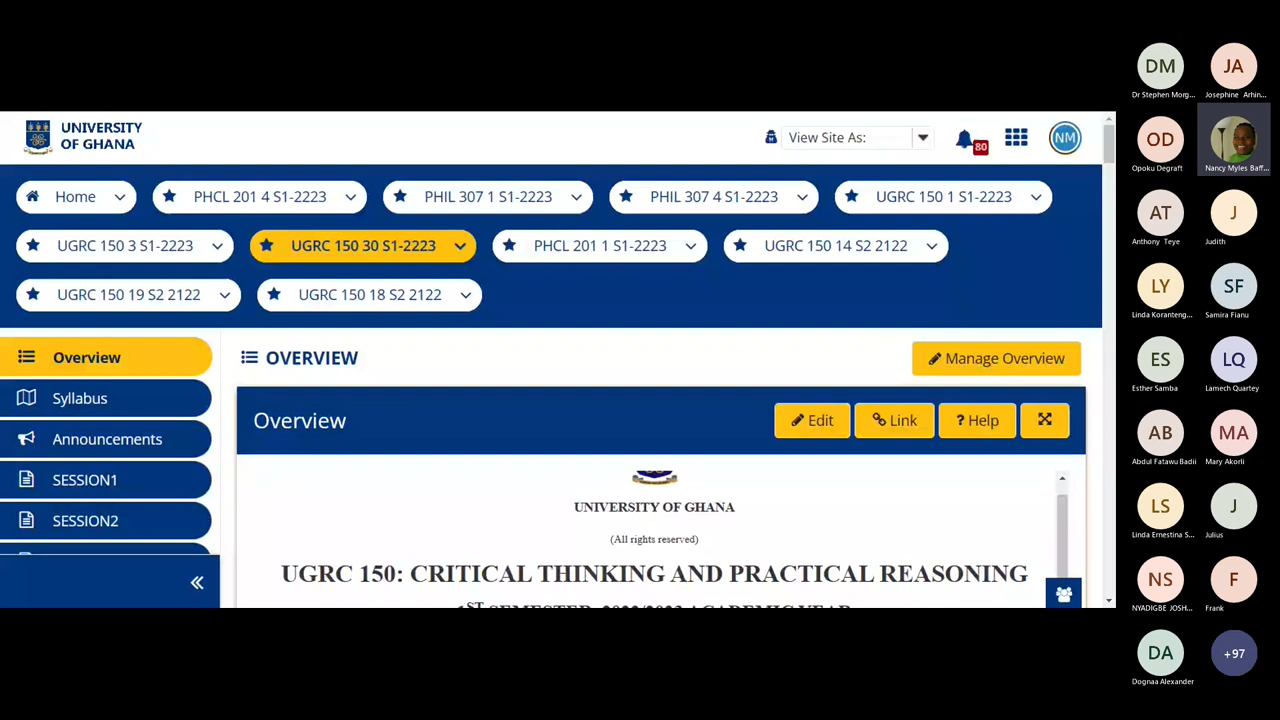 UNIVERSITY
OF GHANA
View Site As:
80
NM
Home
PHCL 201 4 S1-2223
PHIL 307 1 S1-2223
PHIL 307 4 S1-2223
UGRC 150 1 S1-2223
UGRC 150 3 S1-2223
UGRC 150 30 S1-2223
PHCL 201 1 S1-2223
UGRC 150 14 S2 2122
UGRC 150 19 S2 2122
UGRC 150 18 S2 2122
Overview
Syllabus
Announcements
SESSION1
SESSION2
OVERVIEW
Manage Overview
Overview
Edit
Link
? Help
UNIVERSITY OF GHANA
(All rights reserved)
UGRC 150: CRITICAL THINKING AND PRACTICAL REASONING
1ST SEMESTER, 2022/2023 ACADEMIC YEAR
DM
Dr Stephen Morg...
JA
Josephine Arhin...
OD
Opoku Degraft
Nancy Myles Baff...
AT
Anthony Teye
J
Judith
LY
Linda Koranteng...
SF
Samira Fianu
ES
Esther Samba
LQ
Lamech Quartey
AB
Abdul Fatawu Badii
MA
Mary Akorli
LS
Linda Ernestina S...
J
Julius
NS
NYADIGBE JOSH...
F
Frank
DA
Dognaa Alexander
+97